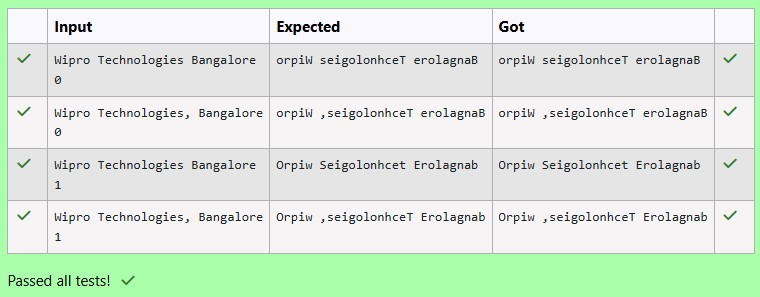 Input Expected Got
Wipro Technologies Bangalore orpiW seigolonhceT erolagnaB orpiW seigolonhceT erolagnaB
0
Wipro Technologies, Bangalore orpiW ,seigolonhceT erolagnaB orpiW ,seigolonhceT erolagnaB
0
Wipro Technologies Bangalore Orpiw Seigolonhcet Erolagnab Orpiw Seigolonhcet Erolagnab
1
Wipro Technologies, Bangalore Orpiw ,seigolonhceT Erolagnab Orpiw ,seigolonhceT Erolagnab
1
Passed all tests!